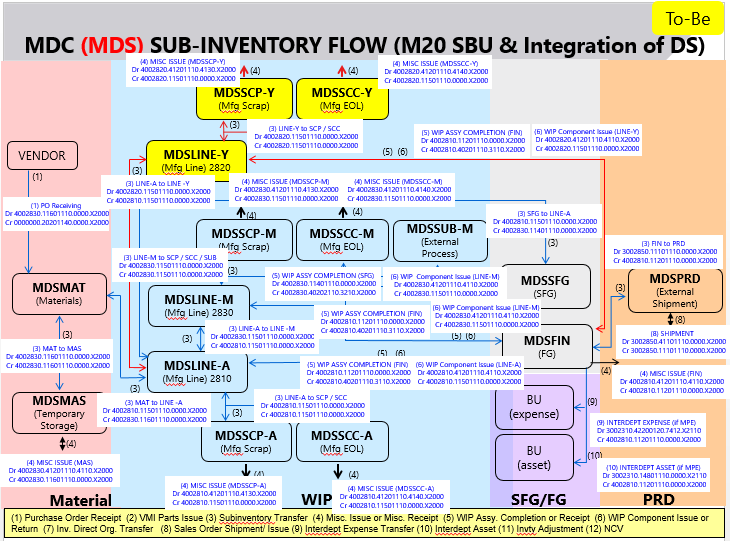 To-Be
MDC (MDS) SUB-INVENTORY FLOW (M20 SBU & Integration of DS)
(4) MISC ISSUE (MDSSCP-Y)
Dr 4002820.41201110.4130.X2000
Cr 4002820.11501110.0000.X2000
(4)
(4)
(4) MISC ISSUE (MDSSCC-Y)
Dr 4002820.41201110.4140.X2000
Cr 4002820.11501110.0000.X2000
MDSSCP-Y
(Mfg Scrap)
MDSSCC-Y
(Mfg EOL)
(3)
(3) LINE-Y to SCP / SCC
Dr 4002820.11501110.0000.X2000
Cr 4002820.11501110.0000.X2000
(5) WIP ASSY COMPLETION (FIN)
Dr 4002810.11201110.0000.X2000
Cr 4002810.40201110.3110.X2000
(6) WIP Component Issue (LINE-Y)
Dr 4002820.41201110.4110.X2000
Cr 4002820.11501110.0000.X2000
VENDOR
(1)
MDSLINE-Y
(Mfg Line) 2820
(5) (6)
(3)
(3) LINE-A to LINE -Y
Dr 4002820.11501110.0000.X2000
Cr 4002810.11501110.0000.X2000
(4) MISC ISSUE (MDSSCP-M)
Dr 4002830.41201110.4130.X2000
Cr 4002830.11501110.0000.X2000
(4) MISC ISSUE (MDSSCC-M)
Dr 4002830.41201110.4140.X2000
Cr 4002830.11501110.0000.X2000
(4)
(4)
(1) PO Receiving
Dr 4002830.11601110.0000.X2000
Cr 0000000.20201140.0000.X2000
(3) SFG to LINE-A
Dr 4002810.11501110.0000.X2000
Cr 4002830.11401110.0000.X2000
MDSSCP-M
(Mfg Scrap)
MDSSCC-M
(Mfg EOL)
MDSSUB-M
(External
Process)
(3)
(3) FIN to PRD
Dr 3002850.11101110.0000.X2000
Cr 4002810.11201110.0000.X2000
(3) LINE-M to SCP / SCC / SUB
Dr 4002830.11501110.0000.X2000
Cr 4002830.11501110.0000.X2000
(3)
(5) WIP ASSY COMPLETION (SFG)
Dr 4002830.11401110.0000.X2000
Cr 4002830.40202110.3210.X2000
(6) WIP Component Issue (LINE-M)
Dr 4002830.41201110.4110.X2000
Cr 4002830.11501110.0000.X2000
MDSMAT
(Materials)
MDSLINE-M
(Mfg Line) 2830
MDSSFG
(SFG)
(3)
MDSPRD
(External
Shipment)
(5) WIP ASSY COMPLETION (FIN)
Dr 4002810.11201110.0000.X2000
Cr 4002810.40201110.3110.X2000
(6) WIP Component Issue (LINE-M)
Dr 4002830.41201110.4110.X2000
Cr 4002830.11501110.0000.X2000
(3)
(3)
(3) LINE-A to LINE -M
Dr 4002830.11501110.0000.X2000
Cr 4002810.11501110.0000.X2000
(5) (6)
MDSFIN
(FG)
(8)
(8) SHIPMENT
Dr 3002850.41101110.0000.X2000
Cr 3002850.11101110.0000.X2000
(3) MAT to MAS
Dr 4002830.11601110.0000.X2000
Cr 4002830.11601110.0000.X2000
MDSLINE-A
(Mfg Line) 2810
(5) (6)
(5) WIP ASSY COMPLETION (FIN)
Dr 4002810.11201110.0000.X2000
Cr 4002810.40201110.3110.X2000
(6) WIP Component Issue (LINE-A)
Dr 4002810.41201110.4110.X2000
Cr 4002810.11501110.0000.X2000
(4)
(4) MISC ISSUE (FIN)
Dr 4002810.41201110.4110.X2000
Cr 4002810.11201110.0000.X2000
(3)
MDSMAS
(Temporary
Storage)
(3) MAT to LINE -A
Dr 4002810.11501110.0000.X2000
Cr 4002830.11601110.0000.X2000
(3)
(3) LINE-A to SCP / SCC
Dr 4002810.11501110.0000.X2000
Cr 4002810.11501110.0000.X2000
BU
(expense)
(9)
(9) INTERDEPT EXPENSE (if MPE)
Dr 3002310.42200120.7412.X2110
Cr 4002810.11201110.0000.X2000
(4)
MDSSCP-A
(Mfg Scrap)
MDSSCC-A
(Mfg EOL)
BU
(asset)
(10)
(4) MISC ISSUE (MAS)
Dr 4002830.41201110.4110.X2000
Cr 4002830.11601110.0000.X2000
(10) INTERDEPT ASSET (if MPE)
Dr 3002310.14801110.0000.X2110
Cr 4002810.11201110.0000.X2000
(4)
(4)
(4) MISC ISSUE (MDSSCP-A)
Dr 4002810.41201110.4130.X2000
Cr 4002810.11501110.0000.X2000
(4) MISC ISSUE (MDSSCC-A)
Dr 4002810.41201110.4140.X2000
Cr 4002810.11501110.0000.X2000
Material
WIP
SFG/FG
PRD
(1) Purchase Order Receipt (2) VMI Parts Issue (3) Subinventory Transfer (4) Misc. Issue or Misc. Receipt (5) WIP Assy. Completion or Receipt (6) WIP Component Issue or
Return (7) Inv. Direct Org. Transfer (8) Sales Order Shipment/ Issue (9) Interdept Expense Transfer (10) Interdept Asset (11) Invty Adjustment (12) NCV